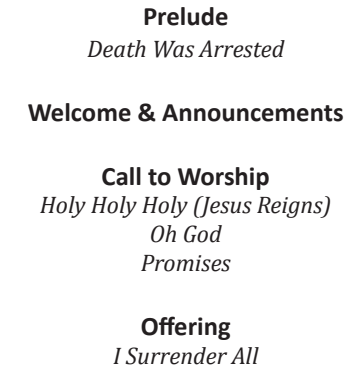 Prelude
Death Was Arrested
Welcome & Announcements
Call to Worship
Holy Holy Holy (Jesus Reigns)
Oh God
Promises
Offering
I Surrender All